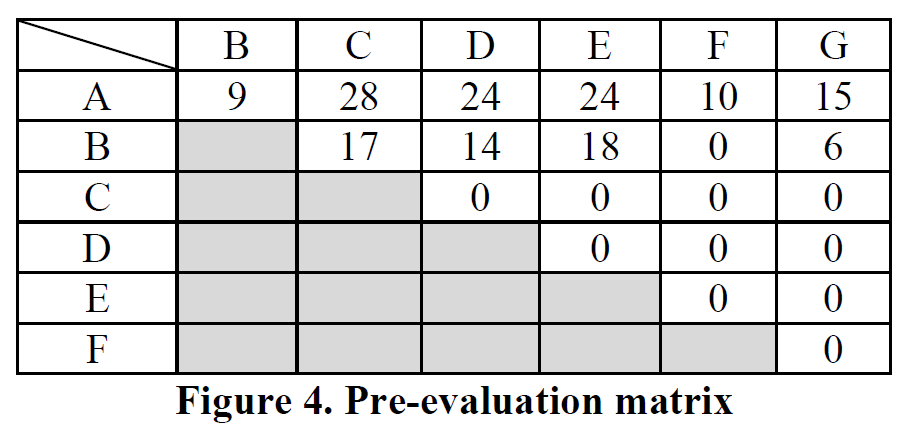 B C D E F G
A 9 28 24 24 10 15
B 17 14 18 0 6
C 0 0 0 0
D 0 0 0
E 0 0
F 0
Figure 4. Pre-evaluation matrix